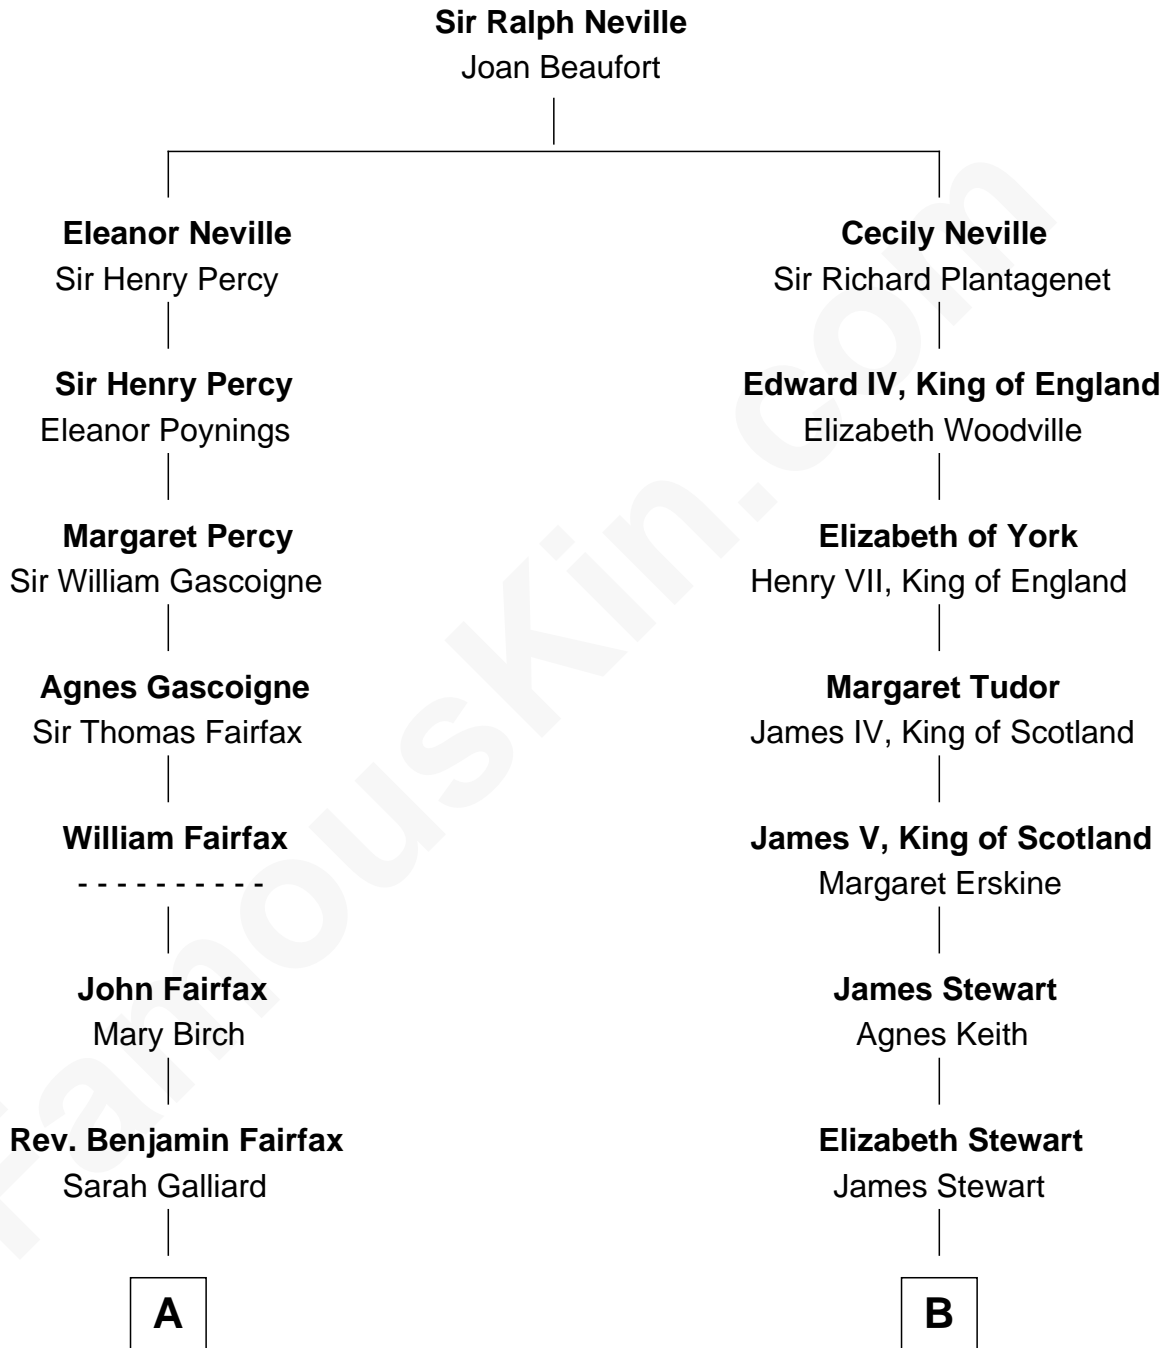 Sir Ralph Neville
Joan Beaufort
Eleanor Neville
Sir Henry Percy
Cecily Neville
Sir Richard Plantagenet
Sir Henry Percy
Eleanor Poynings
Edward IV, King of England
Elizabeth Woodville
Margaret Percy
Sir William Gascoigne
Elizabeth of York
Henry VII, King of England
Agnes Gascoigne
Sir Thomas Fairfax
Margaret Tudor
James IV, King of Scotland
William Fairfax
- - - - - - - - - -
James V, King of Scotland
Margaret Erskine
John Fairfax
Mary Birch
James Stewart
Agnes Keith
Rev. Benjamin Fairfax
Sarah Galliard
Elizabeth Stewart
James Stewart
A
B
FamousKin.com